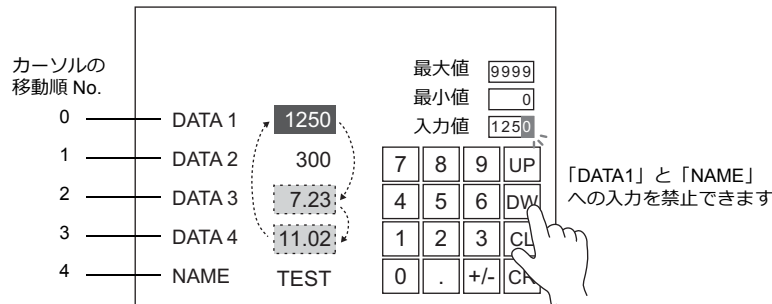 カーソルの
移動順 No.
0 DATA 1 1250
1 DATA 2 300
2 DATA 3 7.23
3 DATA 4 11.02
4 NAME TEST
最大値 9999
最小値 0
入力値 1250
7 8 9 UP
4 5 6 DW
1 2 3 CL
0 . +/- CR
「DATA1」と「NAME」
への入力を禁止できます